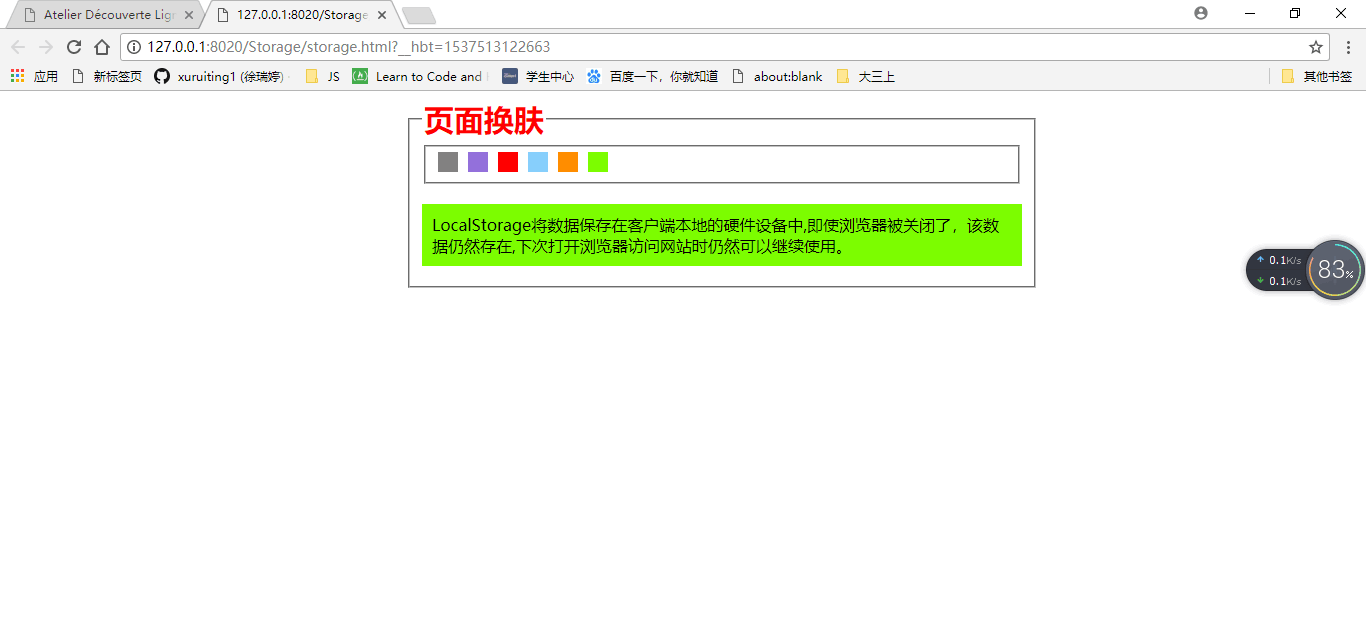 Atelier Découverte Lign
127.0.0.1:8020/Storage
127.0.0.1:8020/Storage/storage.html?__hbt=1537513122663
应用
新标签页
xuruiting1 (徐瑞婷)
JS
Learn to Code and
学生中心
百度一下，你就知道
about:blank
大三上
其他书签
页面换肤
LocalStorage将数据保存在客户端本地的硬件设备中,即使浏览器被关闭了，该数
据仍然存在,下次打开浏览器访问网站时仍然可以继续使用。
0.1K/s
0.1K/s
83%